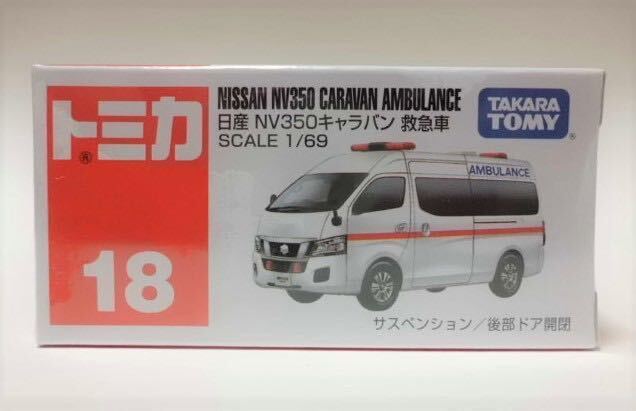 トミカ
®
18
NISSAN NV350 CARAVAN AMBULANCE
日産 NV350キャラバン 救急車
SCALE 1/69
TAKARA
TOMY
®
AMBULANCE
サスペンション／後部ドア開閉